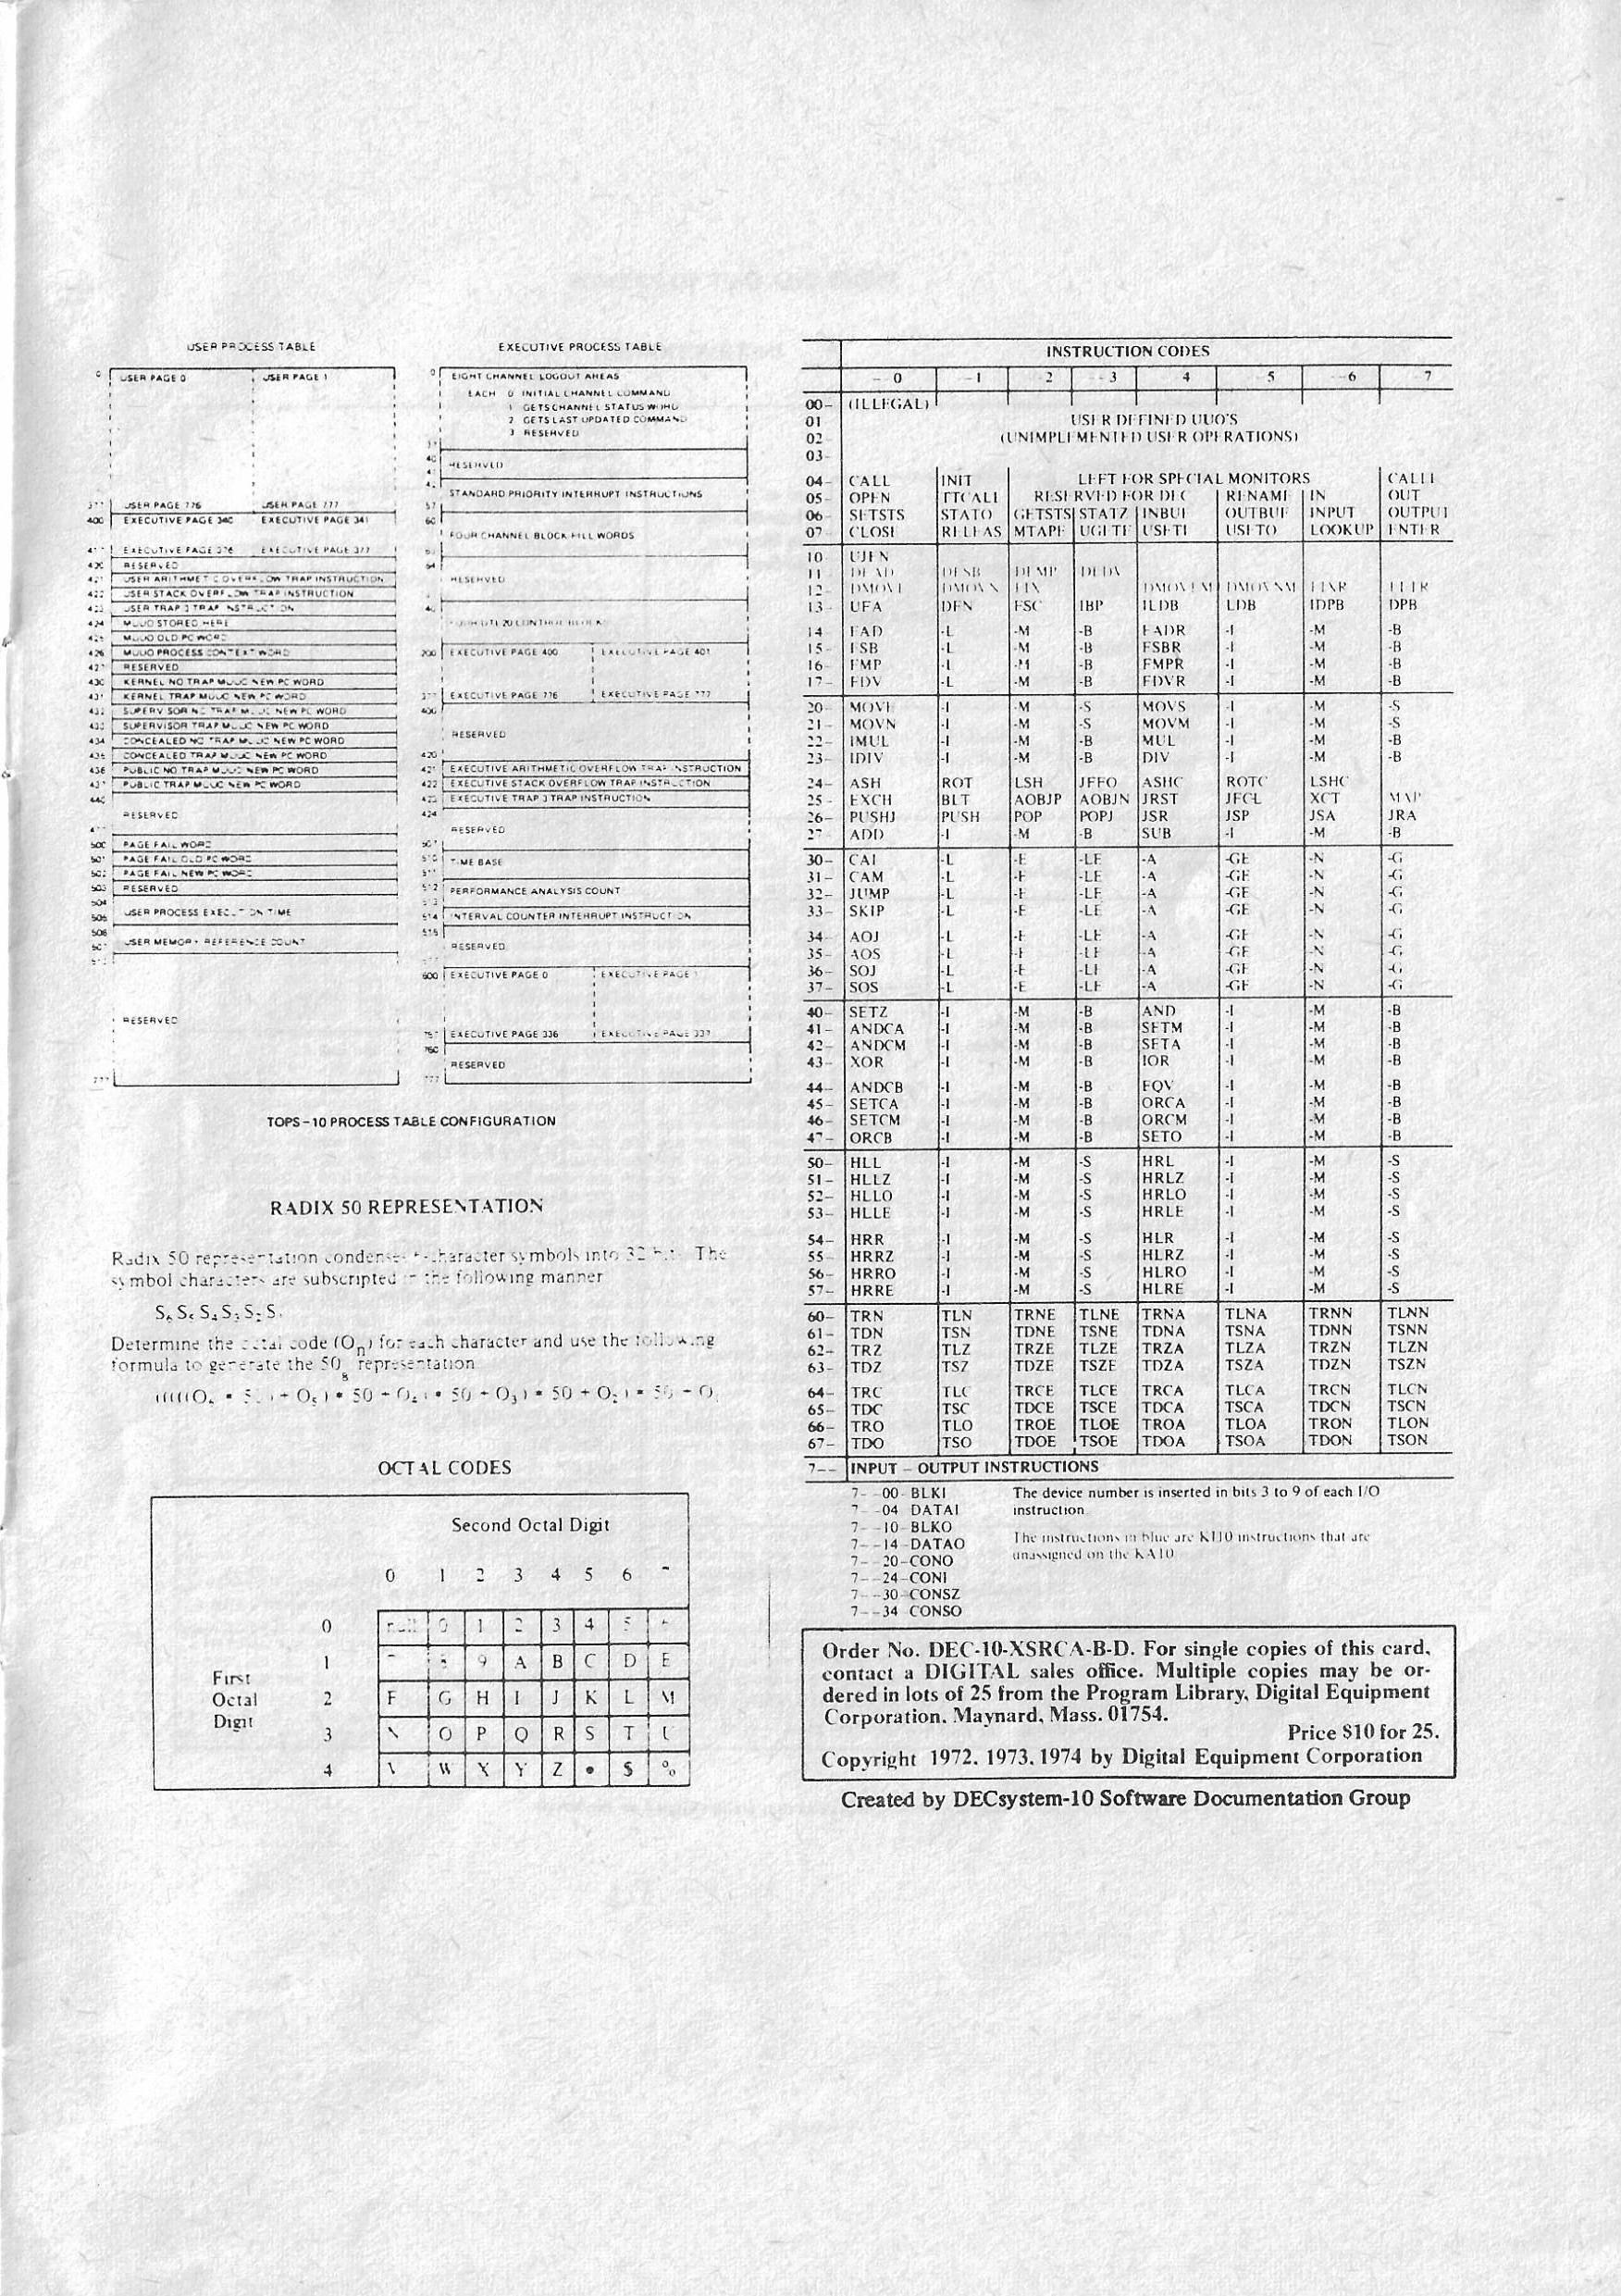 USER PROCESS TABLE
0 USER PAGE 0 USER PAGE 1
USER PAGE 776 USER PAGE 777
400 EXECUTIVE PAGE 340 EXECUTIVE PAGE 341
EXECUTIVE PAGE 376 EXECUTIVE PAGE 377
420 RESERVED
421 USER ARITHMETIC OVERFLOW TRAP INSTRUCTION
422 USER STACK OVERFLOW TRAP INSTRUCTION
423 USER TRAP 3 TRAP INSTRUCTION
424 MUUO STORED HERE
425 MUUO OLD PC WORD
426 MUUO PROCESS CONTEXT WORD
427 RESERVED
430 KERNEL NO TRAP MUUO NEW PC WORD
431 KERNEL TRAP MUUO NEW PC WORD
432 SUPERVISOR NO TRAP MUUO NEW PC WORD
433 SUPERVISOR TRAP MUUO NEW PC WORD
434 CONCEALED NO TRAP MUUO NEW PC WORD
435 CONCEALED TRAP MUUO NEW PC WORD
436 PUBLIC NO TRAP MUUO NEW PC WORD
437 PUBLIC TRAP MUUO NEW PC WORD
440
RESERVED
500 PAGE FAIL WORD
501 PAGE FAIL OLD PC WORD
502 PAGE FAIL NEW PC WORD
503 RESERVED
504
USER PROCESS EXECUTION TIME
505
506
USER MEMORY REFERENCE COUNT
507
RESERVED
777
EXECUTIVE PROCESS TABLE
0 EIGHT CHANNEL LOGOUT AREAS
EACH 0 INITIAL CHANNEL COMMAND
1 GETS CHANNEL STATUS WORD
2 GETS LAST UPDATED COMMAND
3 RESERVED
40
RESERVED
STANDARD PRIORITY INTERRUPT INSTRUCTIONS
57
60
FOUR CHANNEL BLOCK FILL WORDS
63
64
RESERVED
200 EXECUTIVE PAGE 400 EXECUTIVE PAGE 401
377 EXECUTIVE PAGE 776 EXECUTIVE PAGE 777
400
RESERVED
420
421 EXECUTIVE ARITHMETIC OVERFLOW TRAP INSTRUCTION
422 EXECUTIVE STACK OVERFLOW TRAP INSTRUCTION
423 EXECUTIVE TRAP 3 TRAP INSTRUCTION
424
RESERVED
507
510 TIME BASE
511
512 PERFORMANCE ANALYSIS COUNT
513
514 INTERVAL COUNTER INTERRUPT INSTRUCTION
515
RESERVED
600 EXECUTIVE PAGE 0 EXECUTIVE PAGE 1
757 EXECUTIVE PAGE 336 EXECUTIVE PAGE 337
760
RESERVED
777
TOPS-10 PROCESS TABLE CONFIGURATION
RADIX 50 REPRESENTATION
Radix 50 representation condenses character symbols into 32 The
symbol characters are subscripted in the following manner
S6 S5 S4 S3 S2 S1
Determine the octal code (On) for each character and use the following
formula to generate the 508 representation
(((((O6 * 50) + O5) * 50 + O4) * 50 + O3) * 50 + O2) * 50 + O1
OCTAL CODES
Second Octal Digit
0 1 2 3 4 5 6 7
First Octal Digit
0 null 0 1 2 3 4 5 6
1 7 8 9 A B C D E
2 F G H I J K L M
3 N O P Q R S T U
4 V W X Y Z • $ %
INSTRUCTION CODES
--0 --1 --2 --3 4 --5 --6 7
00- (ILLEGAL)
01 USER DEFINED UUO'S
02- (UNIMPLEMENTED USER OPERATIONS)
03-
04- CALL INIT LEFT FOR SPECIAL MONITORS CALLI
05- OPEN TTCALL RESERVED FOR DEC RENAME IN OUT
06- SETSTS STATO GETSTS STATZ INBUF OUTBUF INPUT OUTPUT
07- CLOSE RELEAS MTAPE UGETF USETI USETO LOOKUP ENTER
10- UJEN
11 DFAD DFSB DFMP DFDV
12- DMOVE DMOVN FIX DMOVEM DMOVNM FIXR FLTR
13- UFA DFN FSC IBP ILDB LDB IDPB DPB
14 FAD -L -M -B FADR -I -M -B
15- FSB -L -M -B FSBR -I -M -B
16- FMP -L -M -B FMPR -I -M -B
17- FDV -L -M -B FDVR -I -M -B
20- MOVE -I -M -S MOVS -I -M -S
21- MOVN -I -M -S MOVM -I -M -S
22- IMUL -I -M -B MUL -I -M -B
23- IDIV -I -M -B DIV -I -M -B
24- ASH ROT LSH JFFO ASHC ROTC LSHC
25- EXCH BLT AOBJP AOBJN JRST JFCL XCT MAP
26- PUSHJ PUSH POP POPJ JSR JSP JSA JRA
27- ADD -I -M -B SUB -I -M -B
30- CAI -L -E -LE -A -GE -N -G
31- CAM -L -E -LE -A -GE -N -G
32- JUMP -L -E -LE -A -GE -N -G
33- SKIP -L -E -LE -A -GE -N -G
34- AOJ -L -E -LE -A -GE -N -G
35- AOS -L -E -LE -A -GE -N -G
36- SOJ -L -E -LE -A -GE -N -G
37- SOS -L -E -LE -A -GE -N -G
40- SETZ -I -M -B AND -I -M -B
41- ANDCA -I -M -B SETM -I -M -B
42- ANDCM -I -M -B SETA -I -M -B
43- XOR -I -M -B IOR -I -M -B
44- ANDCB -I -M -B EQV -I -M -B
45- SETCA -I -M -B ORCA -I -M -B
46- SETCM -I -M -B ORCM -I -M -B
47- ORCB -I -M -B SETO -I -M -B
50- HLL -I -M -S HRL -I -M -S
51- HLLZ -I -M -S HRLZ -I -M -S
52- HLLO -I -M -S HRLO -I -M -S
53- HLLE -I -M -S HRLE -I -M -S
54- HRR -I -M -S HLR -I -M -S
55- HRRZ -I -M -S HLRZ -I -M -S
56- HRRO -I -M -S HLRO -I -M -S
57- HRRE -I -M -S HLRE -I -M -S
60- TRN TLN TRNE TLNE TRNA TLNA TRNN TLNN
61- TDN TSN TDNE TSNE TDNA TSNA TDNN TSNN
62- TRZ TLZ TRZE TLZE TRZA TLZA TRZN TLZN
63- TDZ TSZ TDZE TSZE TDZA TSZA TDZN TSZN
64- TRC TLC TRCE TLCE TRCA TLCA TRCN TLCN
65- TDC TSC TDCE TSCE TDCA TSCA TDCN TSCN
66- TRO TLO TROE TLOE TROA TLOA TRON TLON
67- TDO TSO TDOE TSOE TDOA TSOA TDON TSON
7-- INPUT - OUTPUT INSTRUCTIONS
7--00-BLKI
7--04 DATAI
7--10-BLKO
7--14-DATAO
7--20-CONO
7--24-CONI
7--30-CONSZ
7--34 CONSO
The device number is inserted in bits 3 to 9 of each I/O
instruction.
The instructions in blue are KI10 instructions that are
unassigned on the KA10
Order No. DEC-10-XSRCA-B-D. For single copies of this card,
contact a DIGITAL sales office. Multiple copies may be or-
dered in lots of 25 from the Program Library, Digital Equipment
Corporation, Maynard, Mass. 01754.
Price $10 for 25.
Copyright 1972, 1973, 1974 by Digital Equipment Corporation
Created by DECsystem-10 Software Documentation Group